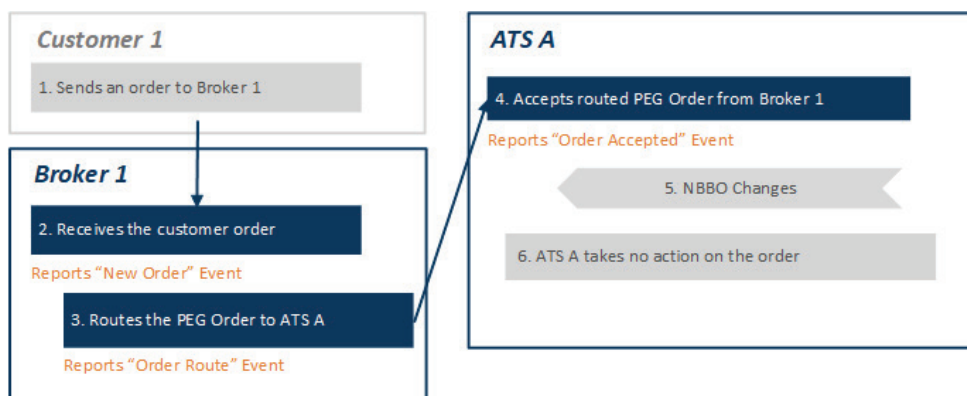 Customer 1
1. Sends an order to Broker 1
Broker 1
2. Receives the customer order
Reports “New Order” Event
3. Routes the PEG Order to ATS A
Reports “Order Route” Event
ATS A
4. Accepts routed PEG Order from Broker 1
Reports “Order Accepted” Event
5. NBBO Changes
6. ATS A takes no action on the order